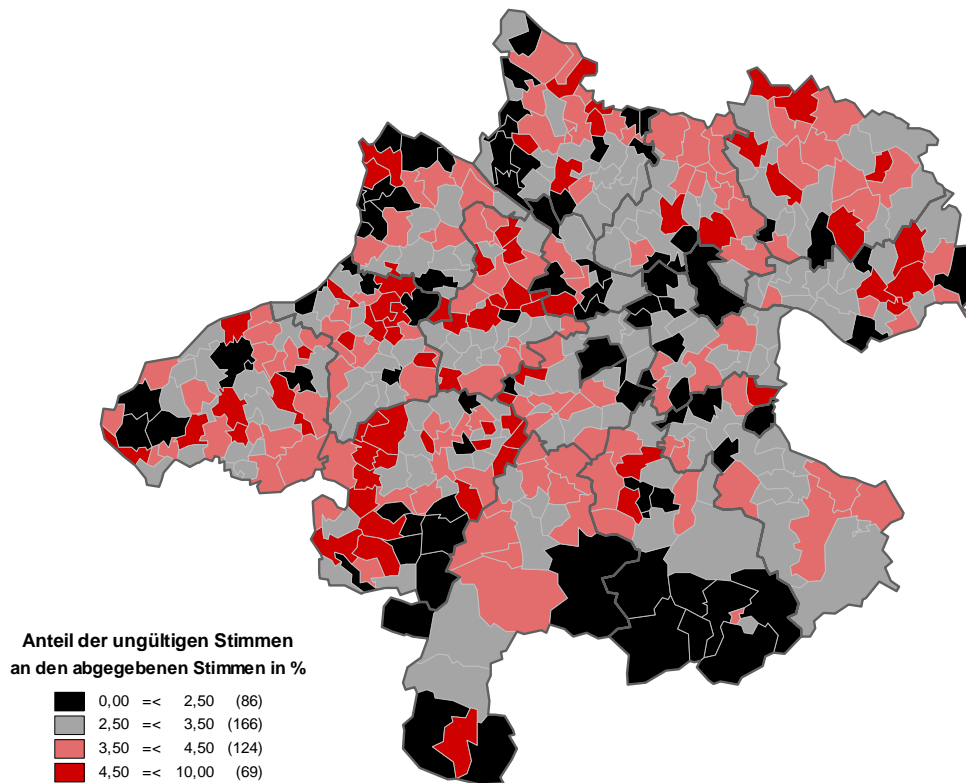 Anteil der ungültigen Stimmen
an den abgegebenen Stimmen in %
0,00 =< 2,50 (86)
2,50 =< 3,50 (166)
3,50 =< 4,50 (124)
4,50 =< 10,00 (69)